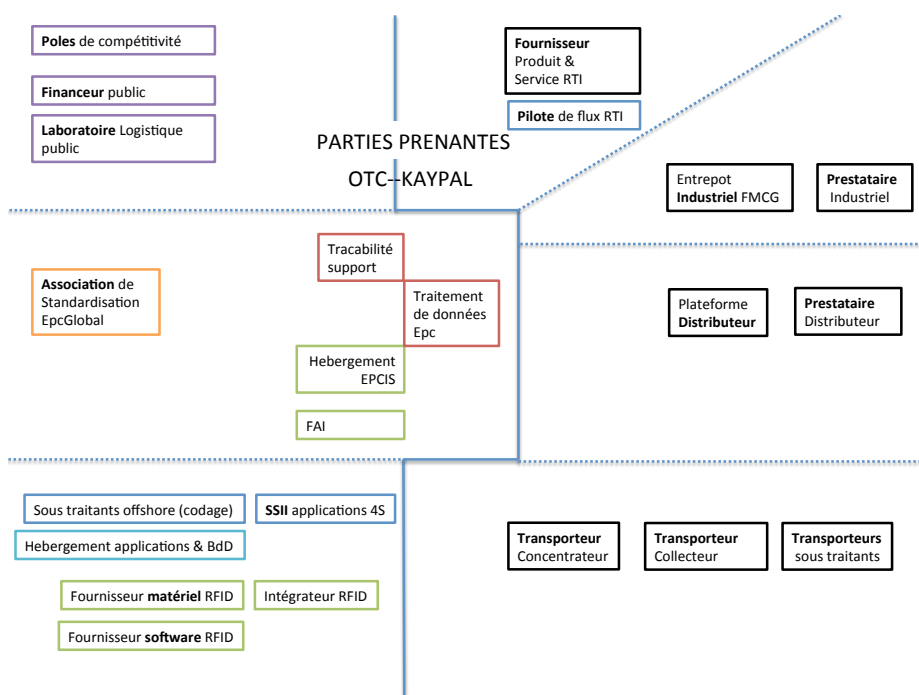 Poles de compétitivité
Financeur public
Laboratoire Logistique
public
Fournisseur
Produit &
Service RTI
Pilote de flux RTI
PARTIES PRENANTES
OTC--KAYPAL
Entrepot
Industriel FMCG
Prestataire
Industriel
Association de
Standardisation
EpcGlobal
Tracabilité
support
Traitement
de données
Epc
Hebergement
EPCIS
FAI
Plateforme
Distributeur
Prestataire
Distributeur
Sous traitants offshore (codage)
SSII applications 4S
Hebergement applications & BdD
Fournisseur matériel RFID
Intégrateur RFID
Fournisseur software RFID
Transporteur
Concentrateur
Transporteur
Collecteur
Transporteurs
sous traitants